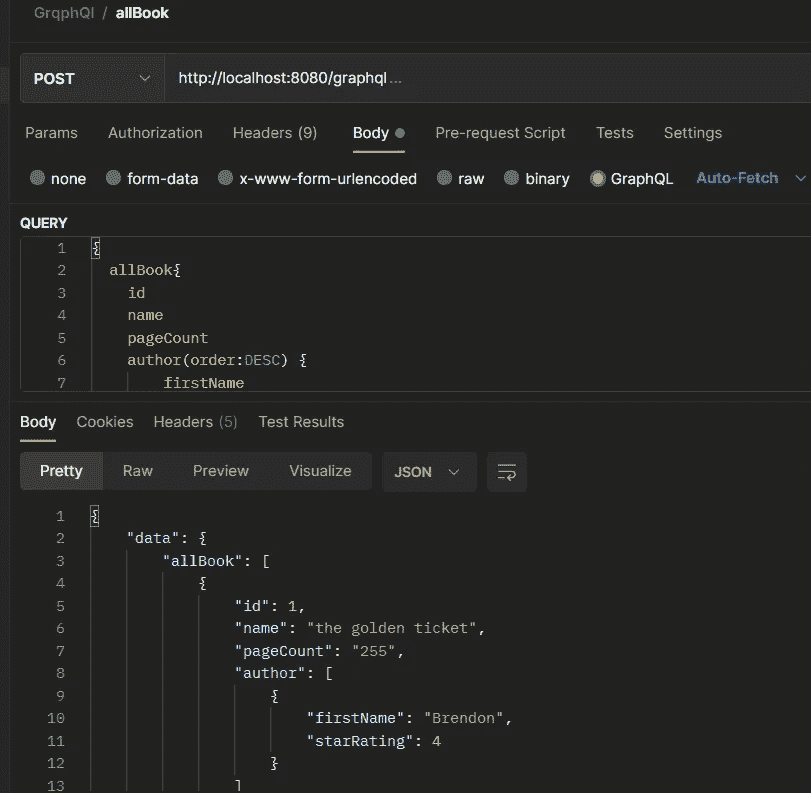 GrqphQl / allBook
POST http://localhost:8080/graphql ...
Params Authorization Headers (9) Body Pre-request Script Tests Settings
none form-data x-www-form-urlencoded raw binary GraphQL Auto-Fetch
QUERY
1 {
2 allBook{
3 id
4 name
5 pageCount
6 author(order:DESC) {
7 firstName
Body Cookies Headers (5) Test Results
Pretty Raw Preview Visualize JSON
1 {
2 "data": {
3 "allBook": [
4 {
5 "id": 1,
6 "name": "the golden ticket",
7 "pageCount": "255",
8 "author": [
9 {
10 "firstName": "Brendon",
11 "starRating": 4
12 }
13 ]